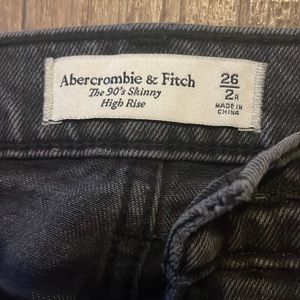 Abercrombie & Fitch
The 90's Skinny
High Rise
26
2R
MADE IN
CHINA